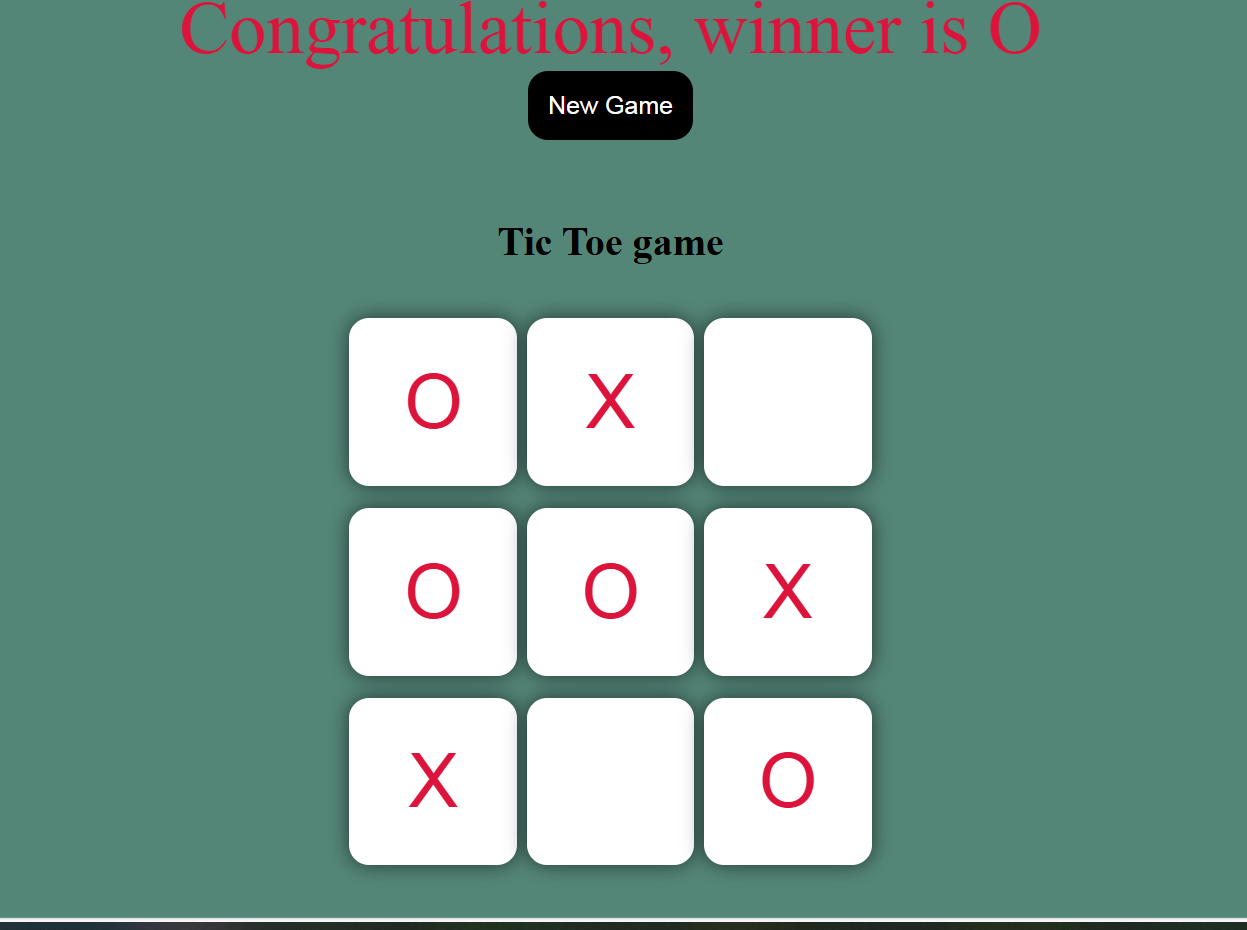 Congratulations, winner is O
New Game
Tic Toe game
O X
O O X
X O